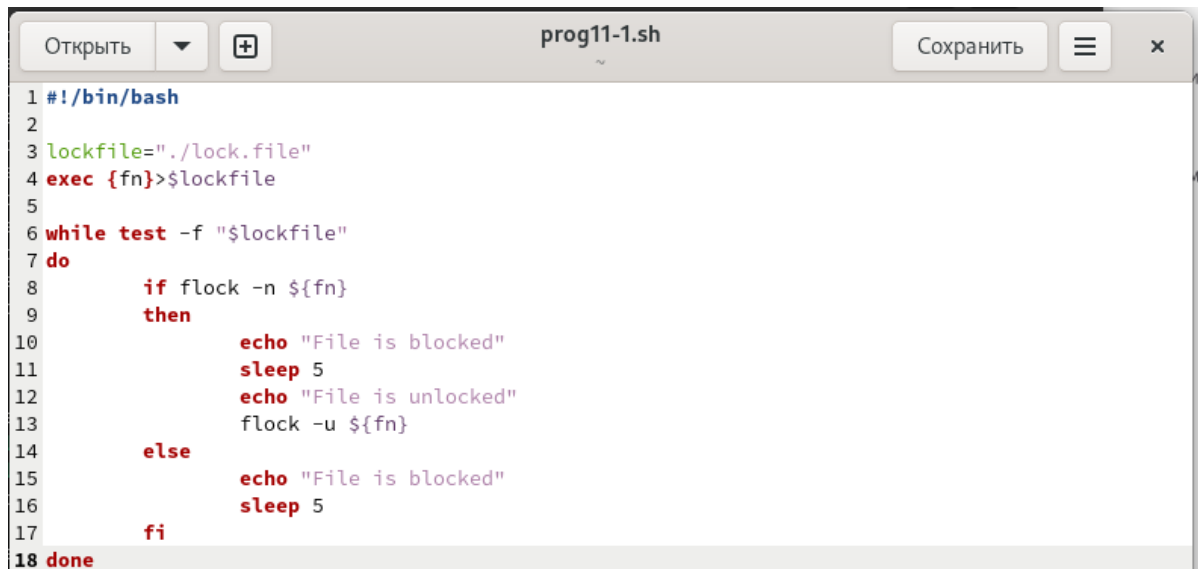 Открыть prog11-1.sh Сохранить
~
1 #!/bin/bash
2
3 lockfile="./lock.file"
4 exec {fn}>$lockfile
5
6 while test -f "$lockfile"
7 do
8         if flock -n ${fn}
9         then
10                 echo "File is blocked"
11                 sleep 5
12                 echo "File is unlocked"
13                 flock -u ${fn}
14         else
15                 echo "File is blocked"
16                 sleep 5
17         fi
18 done